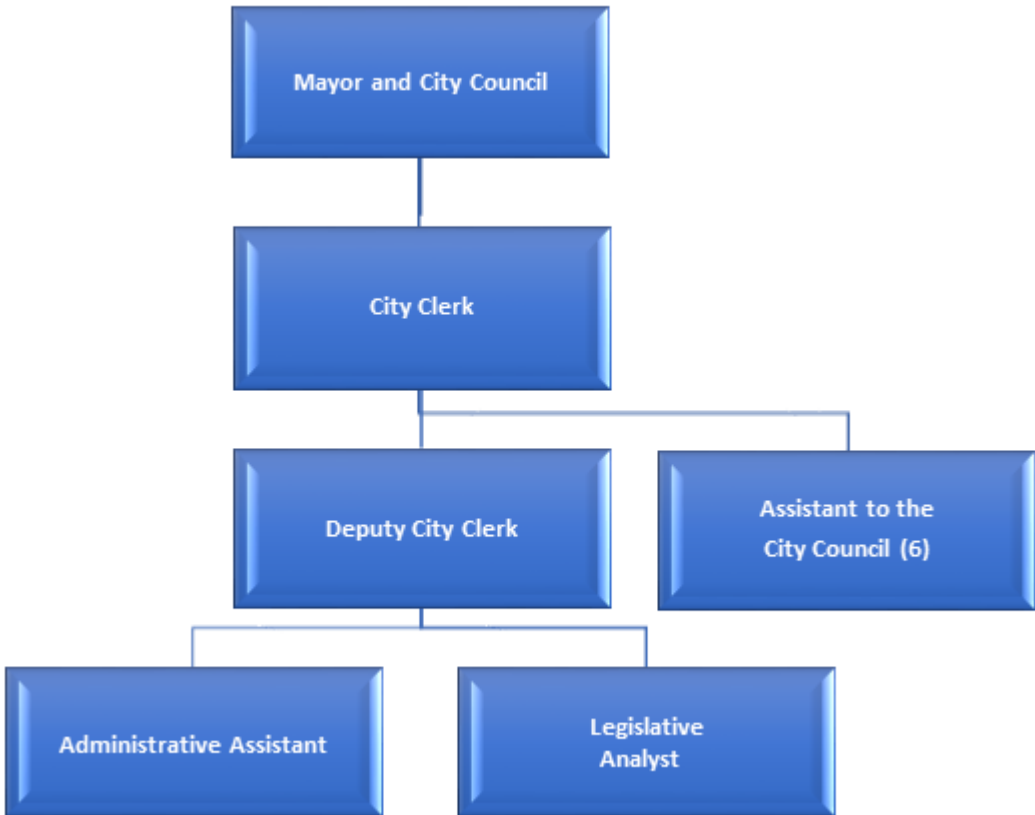 Mayor and City Council
City Clerk
Deputy City Clerk
Assistant to the
City Council (6)
Administrative Assistant
Legislative
Analyst